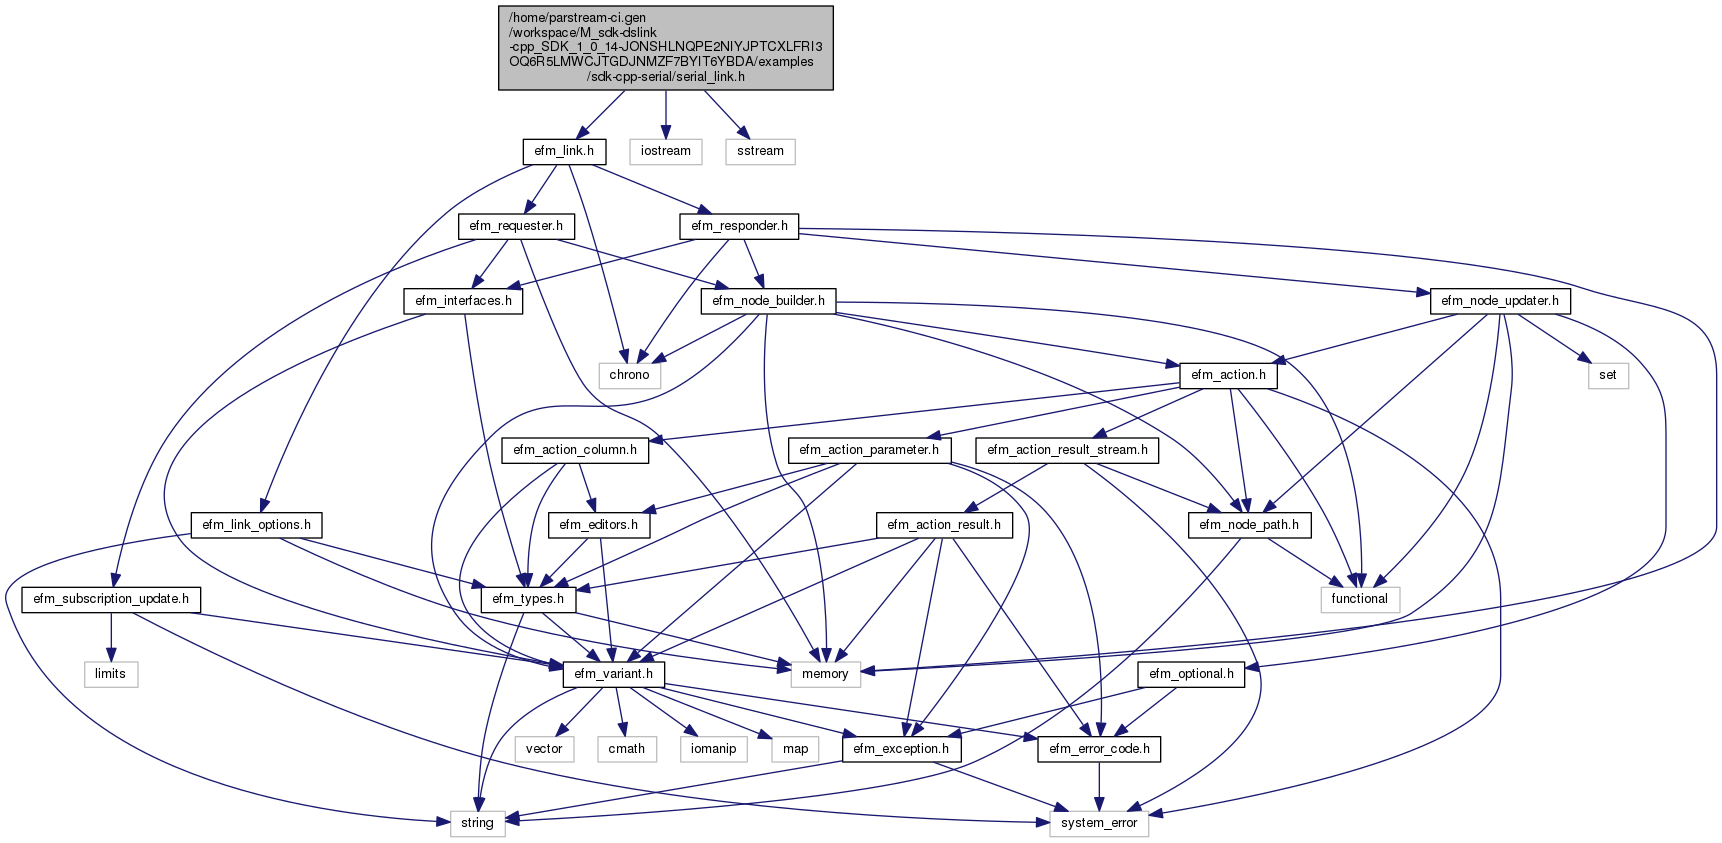 /home/parstream-ci.gen
/workspace/M_sdk-dslink
-cpp_SDK_1_0_14-JONSHLNQPE2NIYJPTCXLFRI3
OQ6R5LMWCJTGDJNMZF7BYIT6YBDA/examples
/sdk-cpp-serial/serial_link.h
efm_link.h
iostream
sstream
efm_requester.h
efm_responder.h
efm_interfaces.h
efm_node_builder.h
efm_node_updater.h
chrono
efm_action.h
set
efm_action_column.h
efm_action_parameter.h
efm_action_result_stream.h
efm_link_options.h
efm_editors.h
efm_action_result.h
efm_node_path.h
efm_subscription_update.h
efm_types.h
functional
limits
efm_variant.h
memory
efm_optional.h
vector
cmath
iomanip
map
efm_exception.h
efm_error_code.h
string
system_error